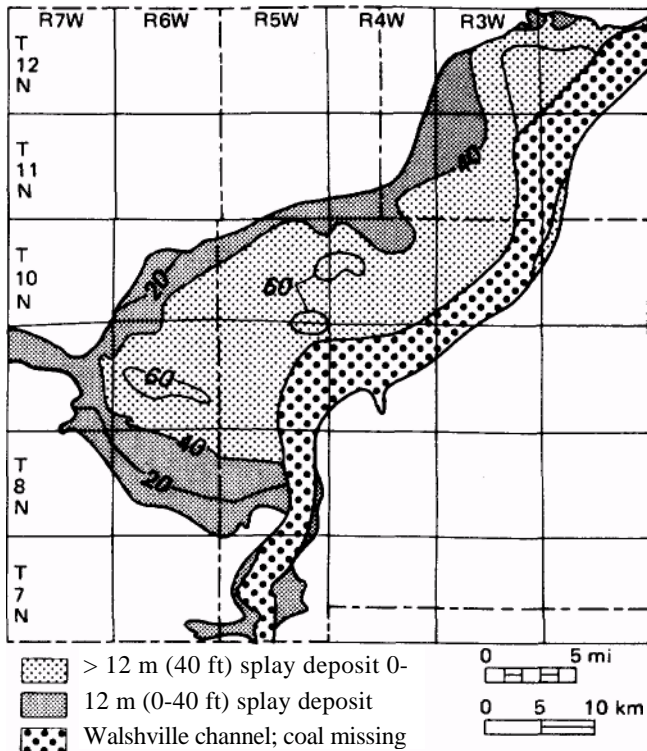 R7W R6W R5W R4W R3W
T
12
N
T
11
N
40
T
10
N
20
60
60
40
T
8
N
20
T
7
N
> 12 m (40 ft) splay deposit 0-
12 m (0-40 ft) splay deposit
Walshville channel; coal missing
0 5 mi
0 5 10 km